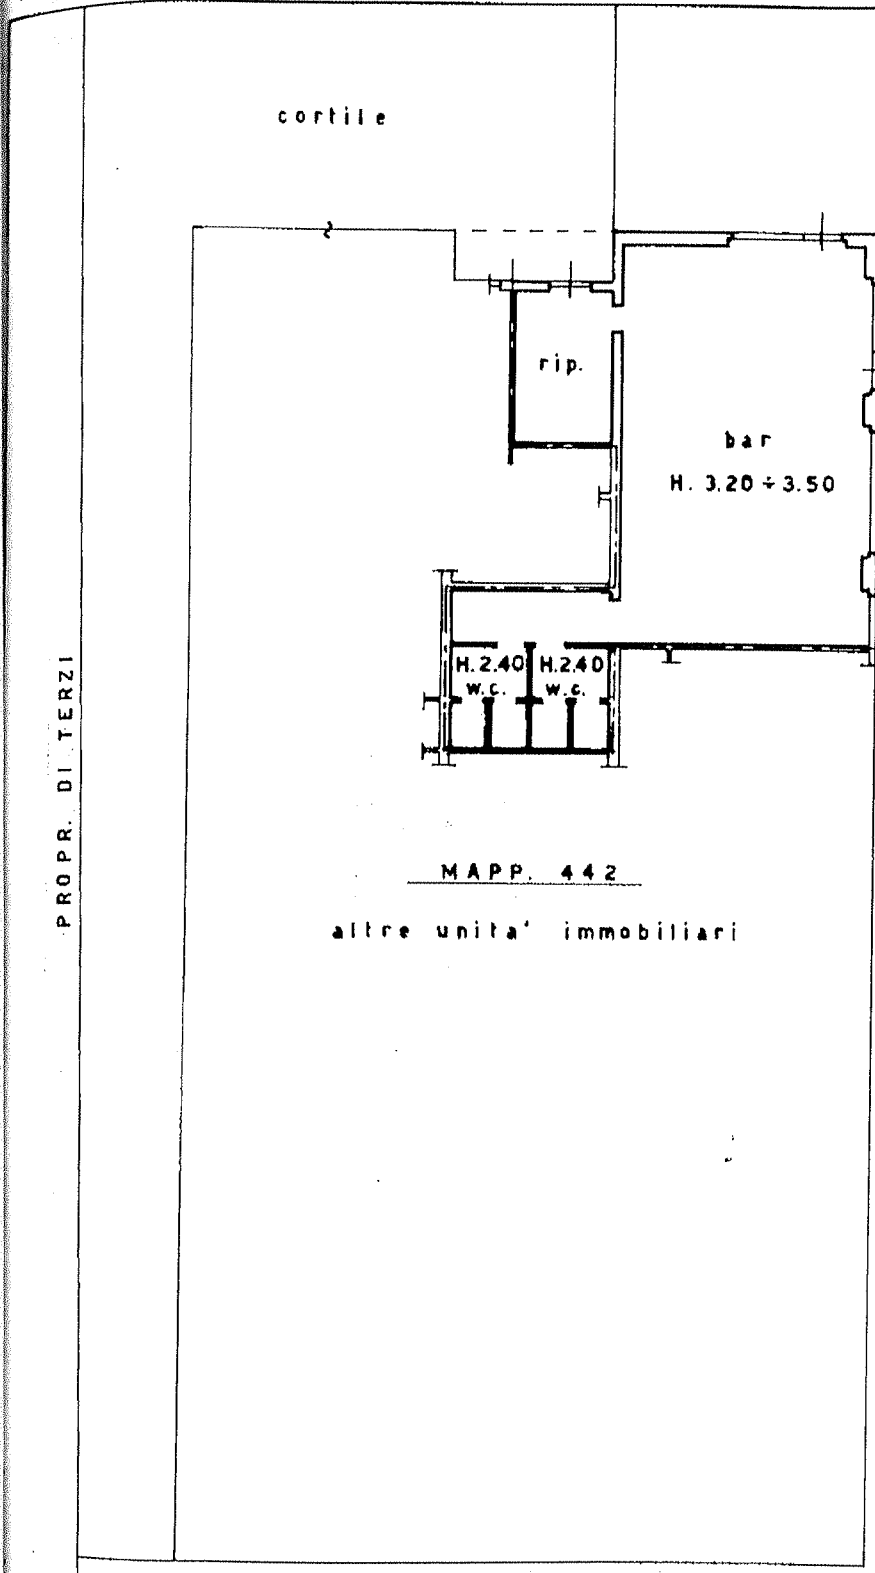 cortile
rip.
bar
H. 3.20 ÷ 3.50
H. 2.40 H. 2.40
w.c. w.c.
PROPR. DI TERZI
MAPP. 442
altre unita' immobiliari